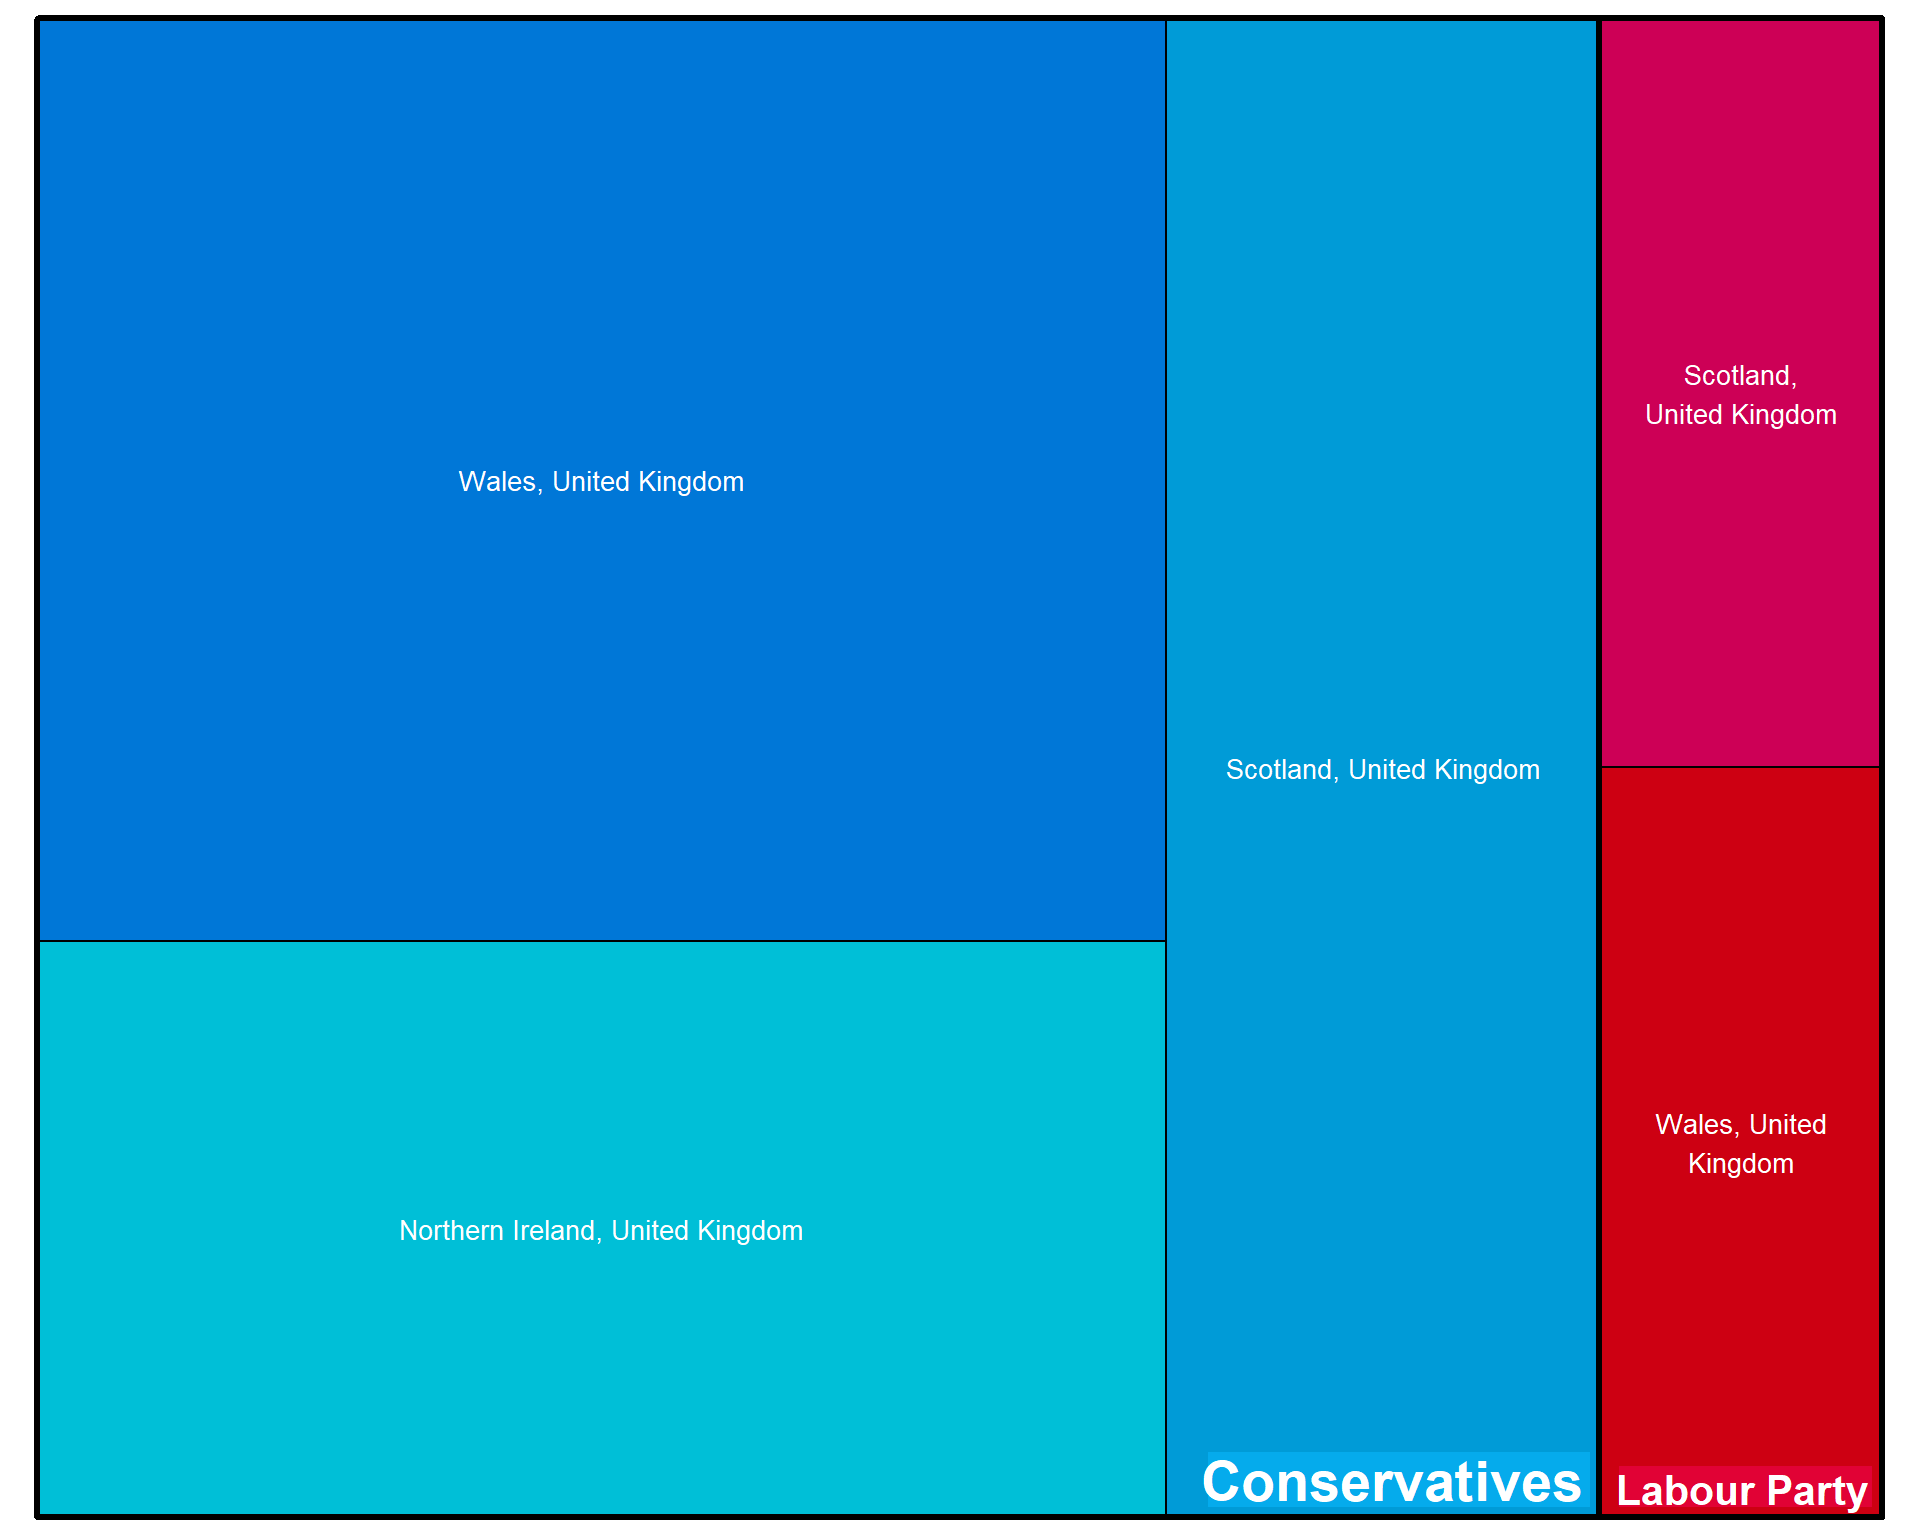 Wales, United Kingdom
Northern Ireland, United Kingdom
Scotland, United Kingdom
Conservatives
Scotland,
United Kingdom
Wales, United
Kingdom
Labour Party